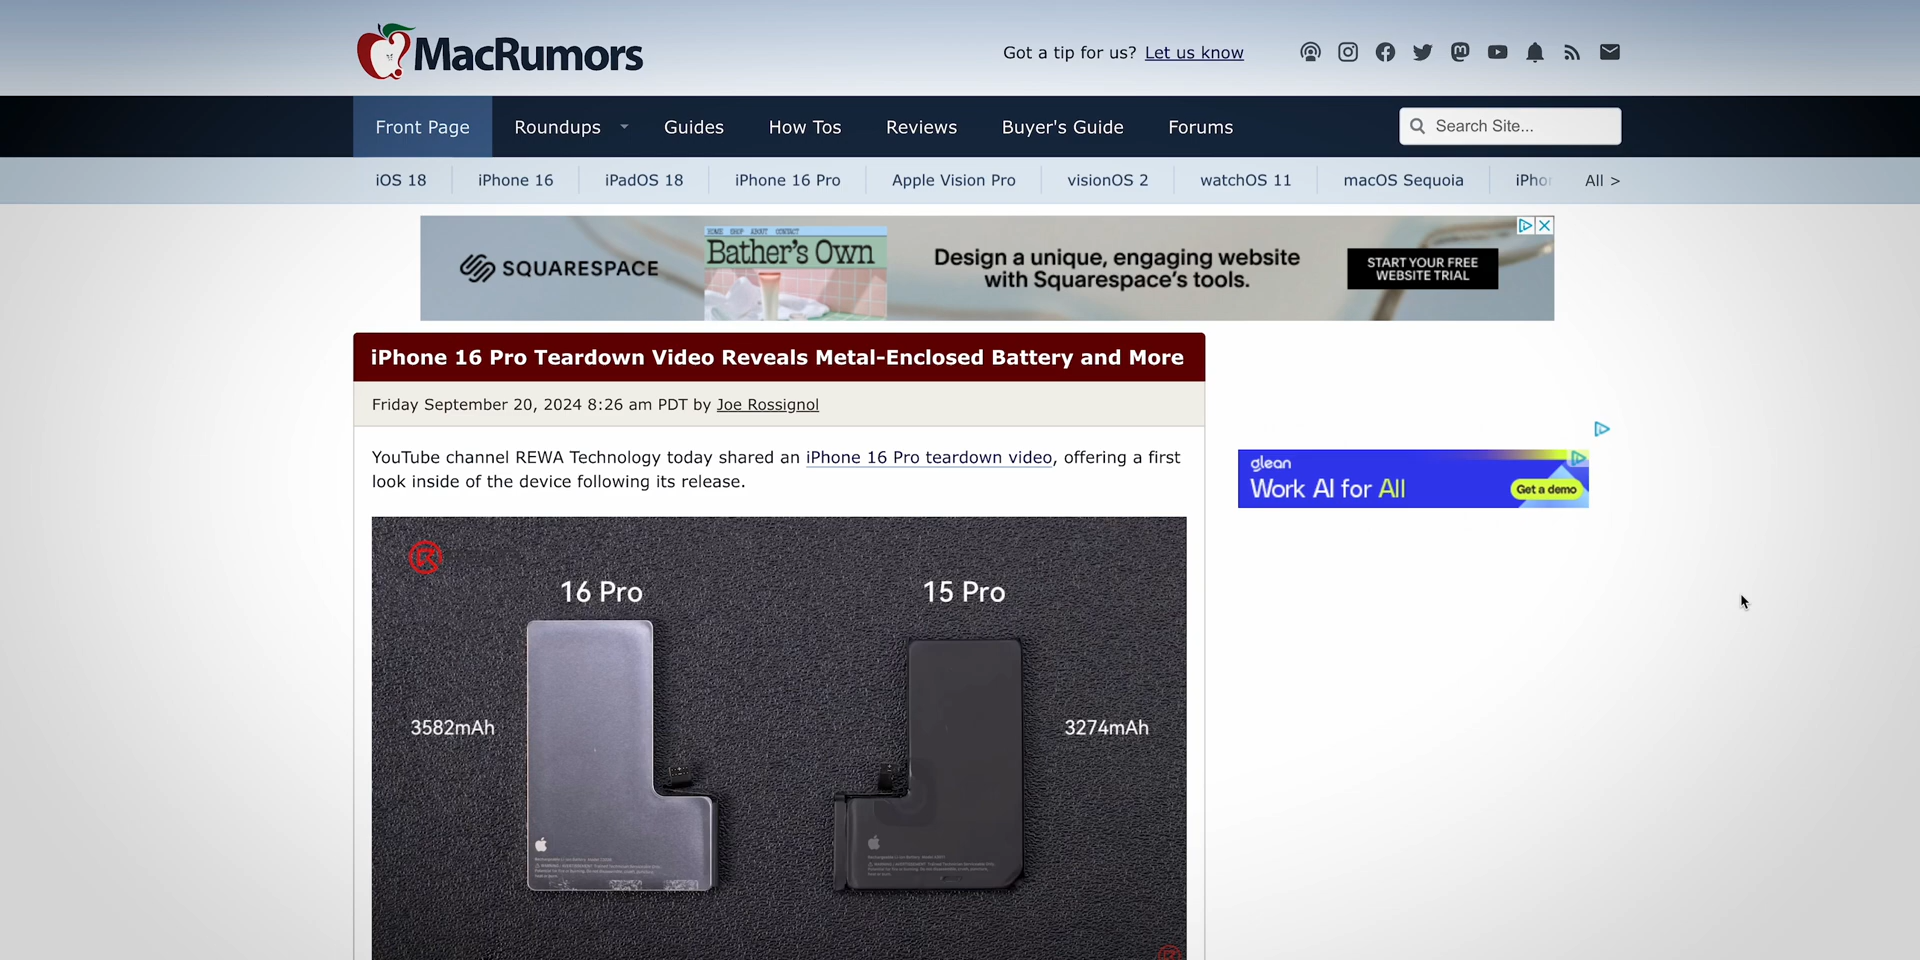 MacRumors
Got a tip for us? Let us know
Front Page
Roundups
Guides
How Tos
Reviews
Buyer's Guide
Forums
Search Site...
iOS 18
iPhone 16
iPadOS 18
iPhone 16 Pro
Apple Vision Pro
visionOS 2
watchOS 11
macOS Sequoia
iPho
All >
SQUARESPACE
HOME SHOP ABOUT CONTACT
Bather's Own
Design a unique, engaging website
with Squarespace's tools.
START YOUR FREE
WEBSITE TRIAL
iPhone 16 Pro Teardown Video Reveals Metal-Enclosed Battery and More
Friday September 20, 2024 8:26 am PDT by Joe Rossignol
YouTube channel REWA Technology today shared an iPhone 16 Pro teardown video, offering a first
look inside of the device following its release.
glean
Work AI for All
Get a demo
16 Pro
15 Pro
3582mAh
3274mAh